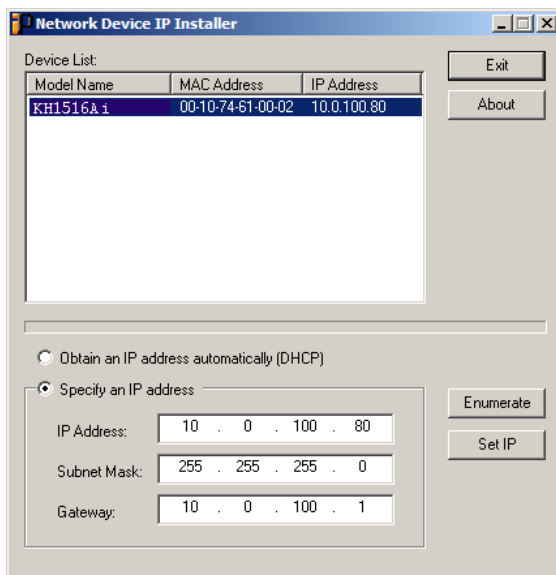 Network Device IP Installer
Device List:
Model Name MAC Address IP Address
KH1516Ai 00-10-74-61-00-02 10.0.100.80
Exit
About
Obtain an IP address automatically (DHCP)
Specify an IP address
IP Address: 10 . 0 . 100 . 80
Subnet Mask: 255 . 255 . 255 . 0
Gateway: 10 . 0 . 100 . 1
Enumerate
Set IP